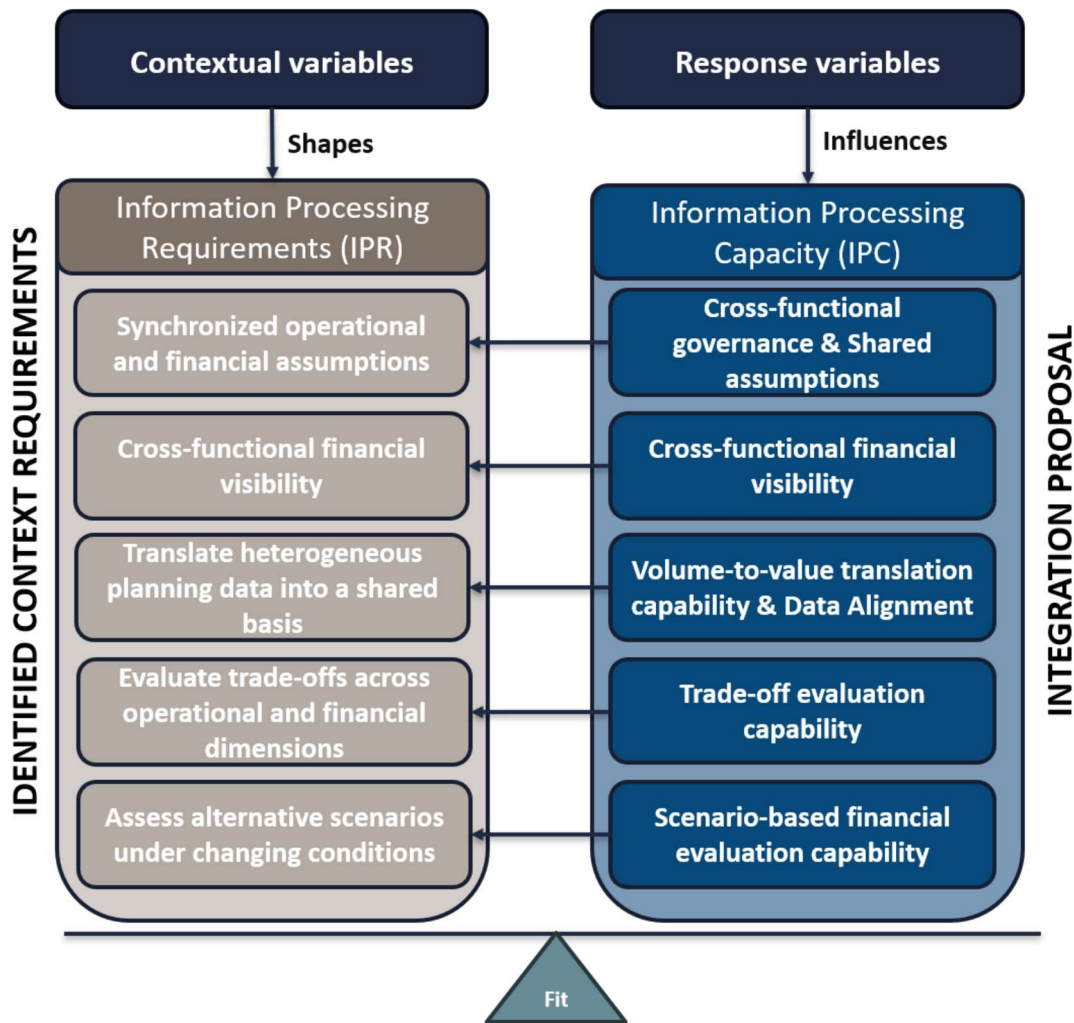 Contextual variables
Response variables
Shapes
Influences
IDENTIFIED CONTEXT REQUIREMENTS
Information Processing
Requirements (IPR)
Synchronized operational
and financial assumptions
Cross-functional financial
visibility
Translate heterogeneous
planning data into a shared
basis
Evaluate trade-offs across
operational and financial
dimensions
Assess alternative scenarios
under changing conditions
Information Processing
Capacity (IPC)
Cross-functional
governance & Shared
assumptions
Cross-functional financial
visibility
Volume-to-value translation
capability & Data Alignment
Trade-off evaluation
capability
Scenario-based financial
evaluation capability
INTEGRATION PROPOSAL
Fit